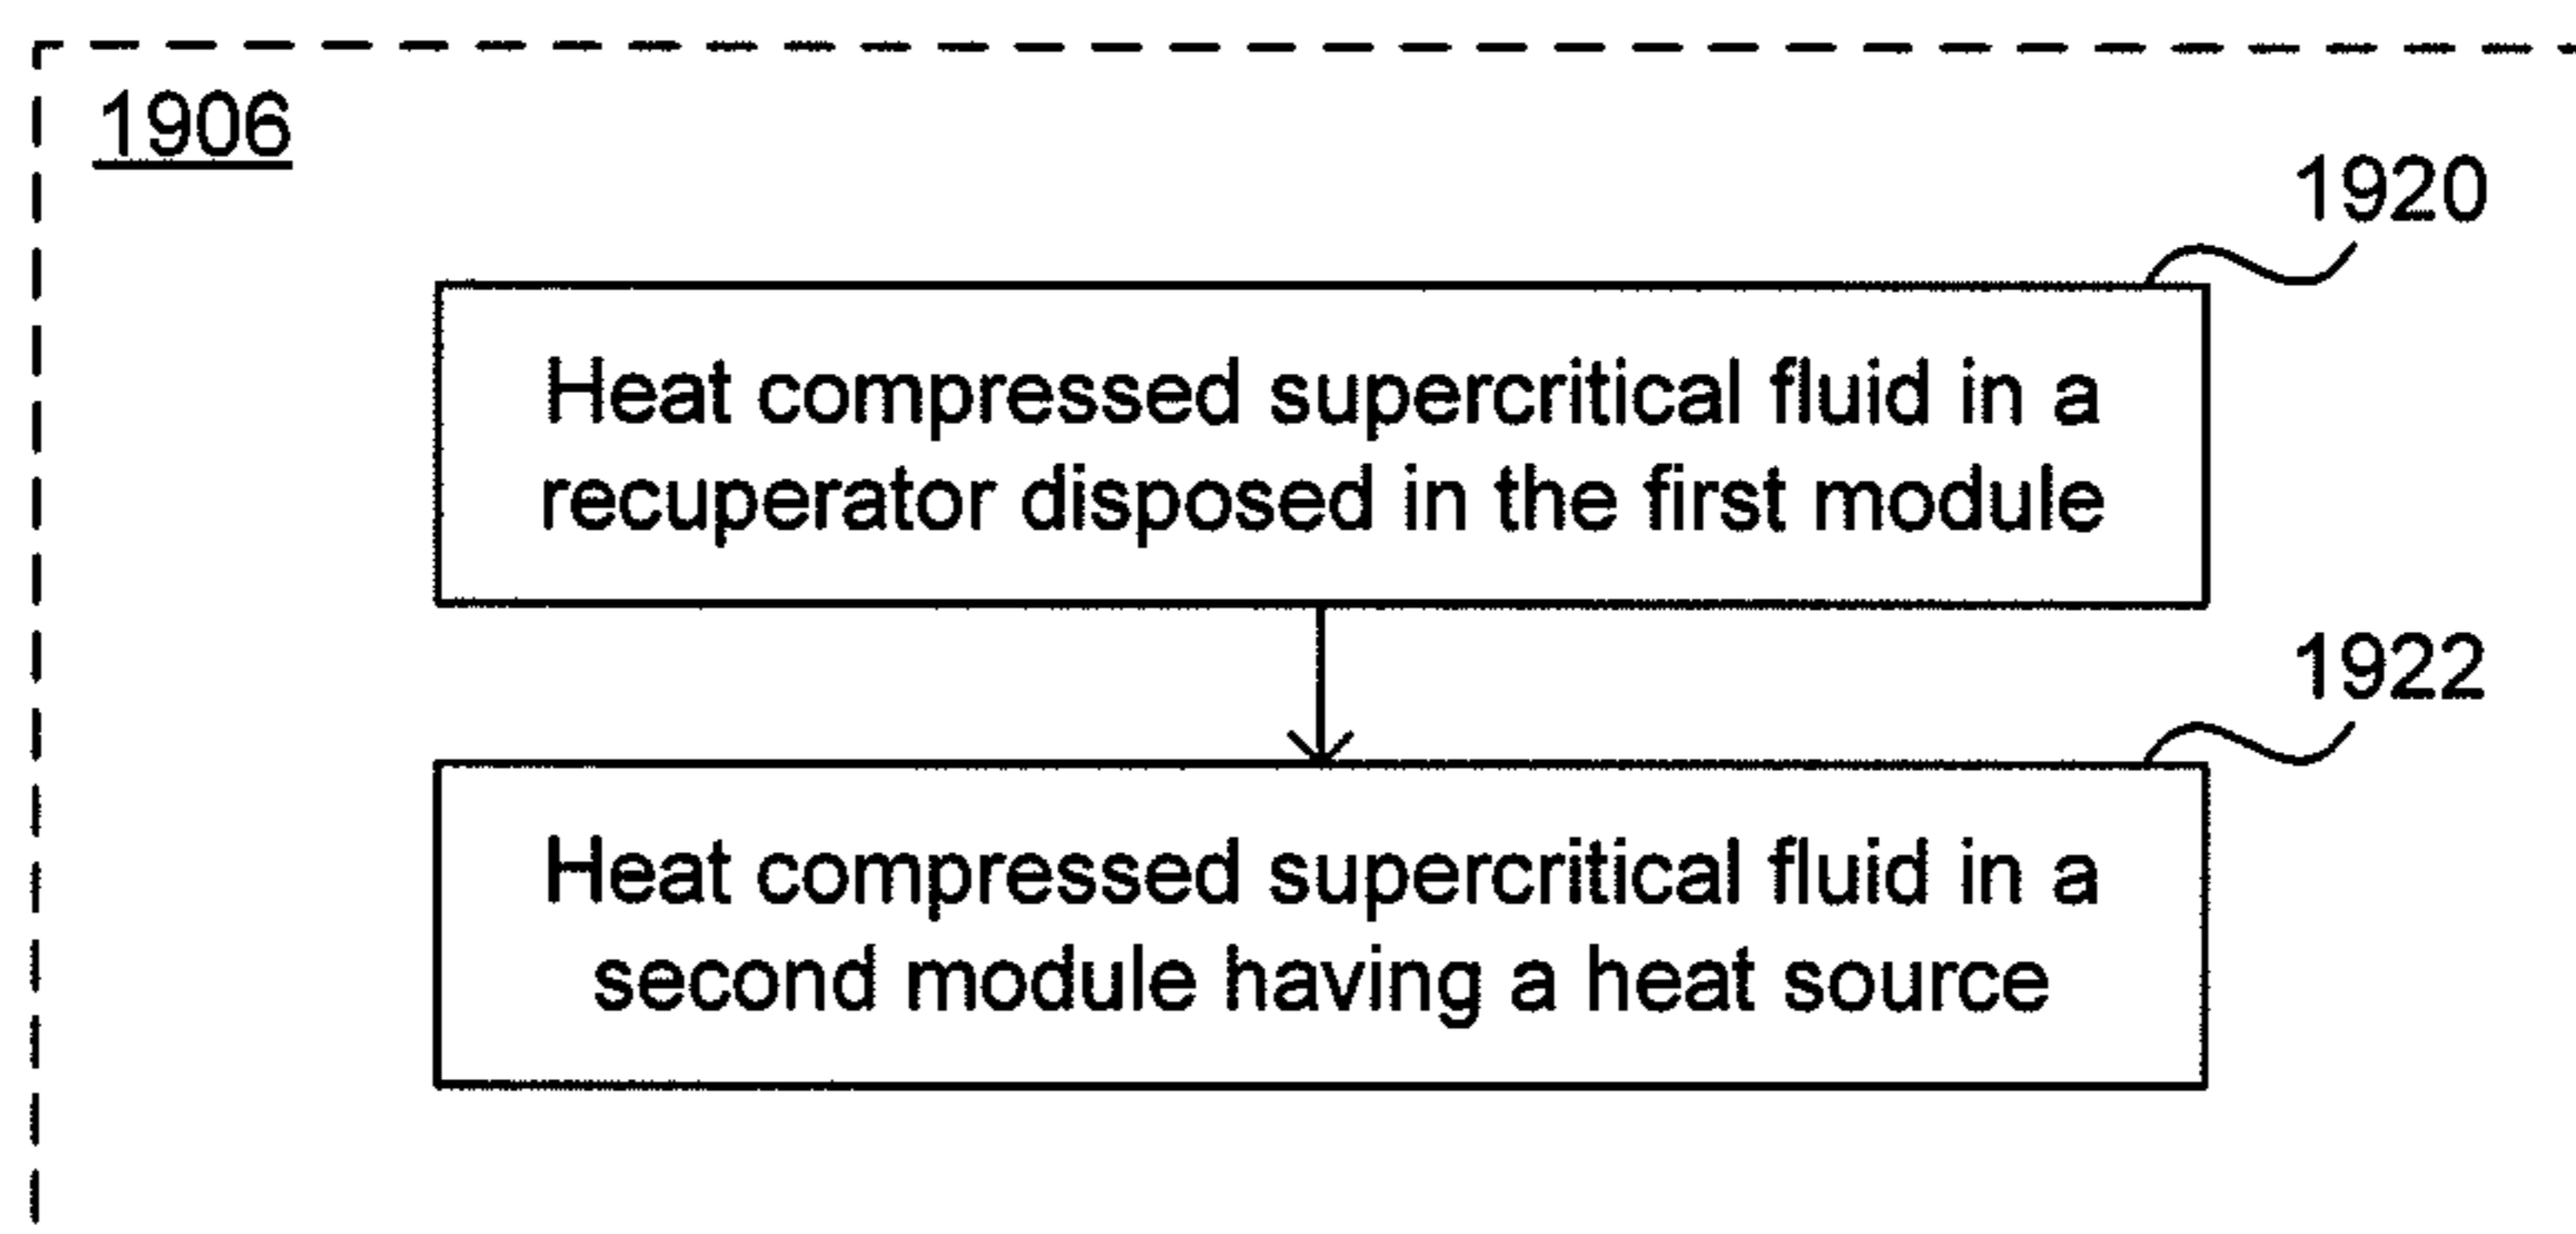 1906
1920
Heat compressed supercritical fluid in a
recuperator disposed in the first module
1922
Heat compressed supercritical fluid in a
second module having a heat source